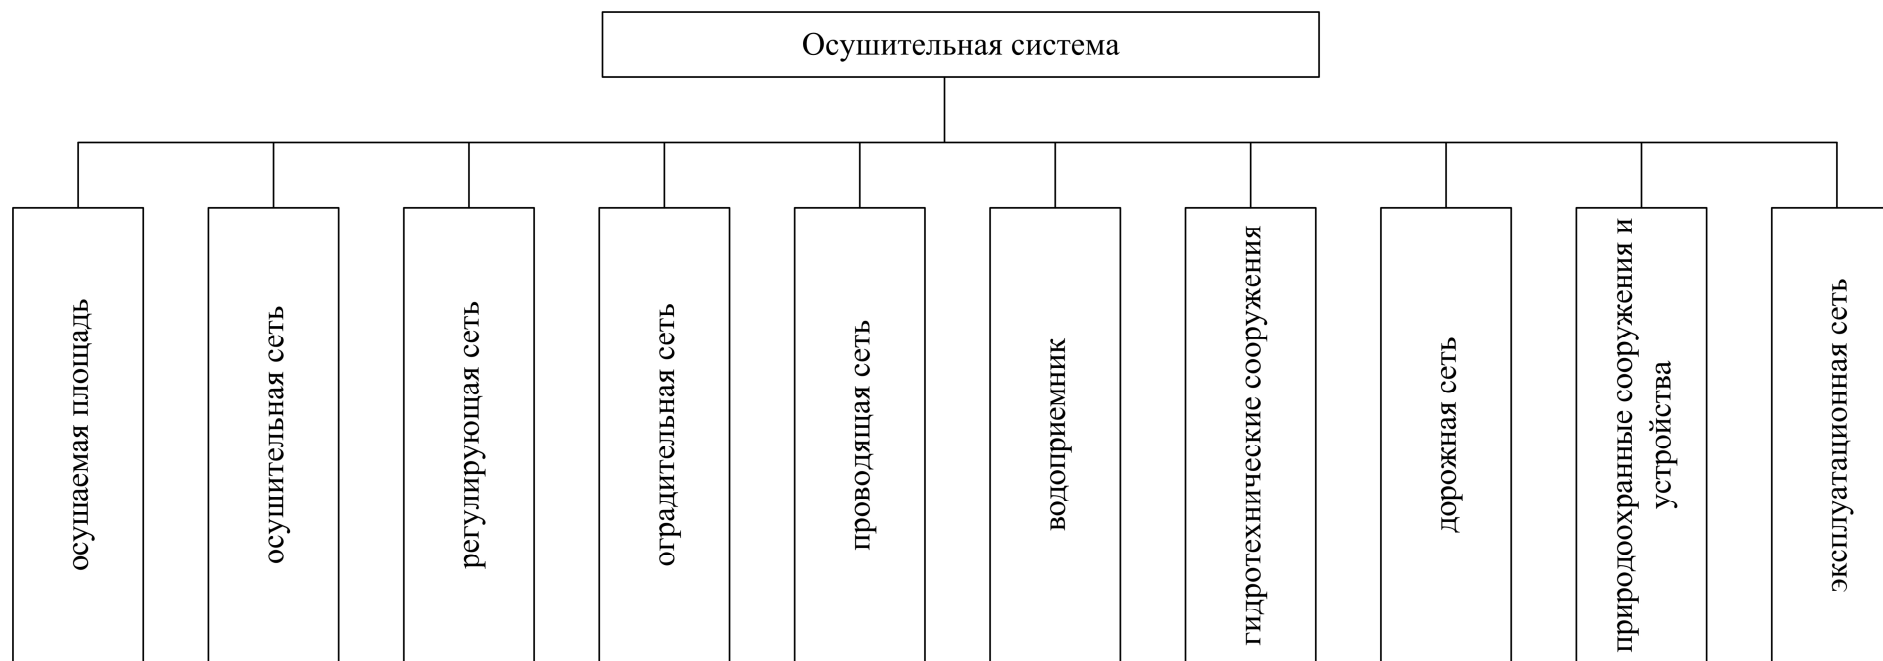 Осушительная система
осушаемая площадь
осушительная сеть
регулирующая сеть
оградительная сеть
проводящая сеть
водоприемник
гидротехнические сооружения
дорожная сеть
природоохранные сооружения и
устройства
эксплуатационная сеть